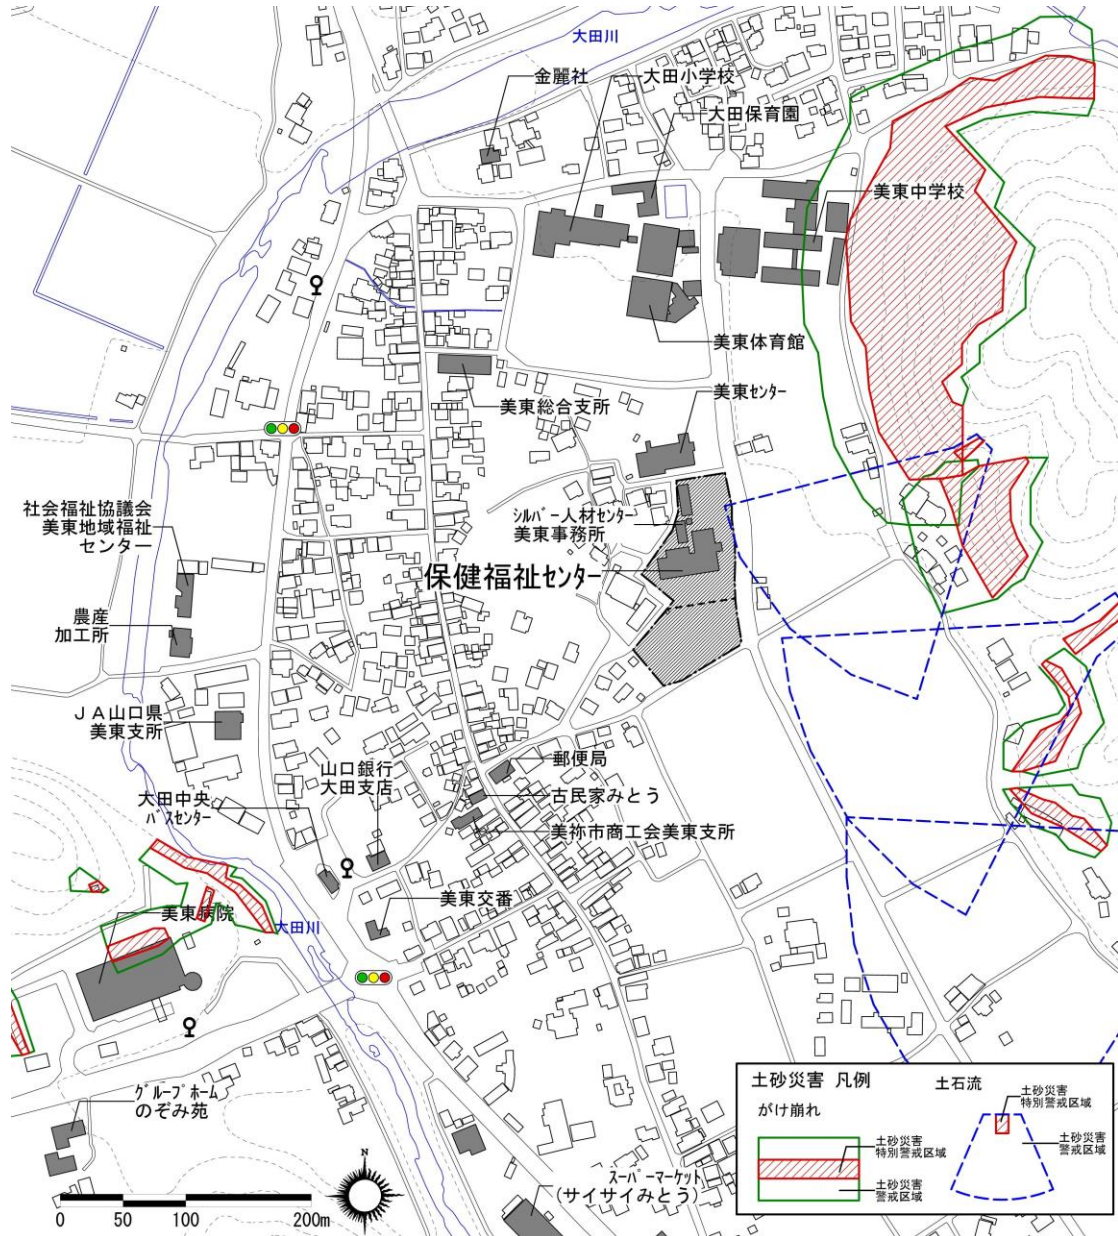 大田川
金麗社
大田小学校
大田保育園
美東中学校
美東体育館
美東総合支所
美東センター
社会福祉協議会
美東地域福祉
センター
シルバー人材センター
美東事務所
保健福祉センター
農産
加工所
JA山口県
美東支所
山口銀行
大田支店
郵便局
大田中央
バスセンター
古民家みとう
美祢市商工会美東支所
美東病院
美東交番
大田川
グループホーム
のぞみ苑
スーパーマーケット
(サイサイみとう)
N
0 50 100 200m
土砂災害 凡例
がけ崩れ
土砂災害
特別警戒区域
土砂災害
警戒区域
土石流
土砂災害
特別警戒区域
土砂災害
警戒区域